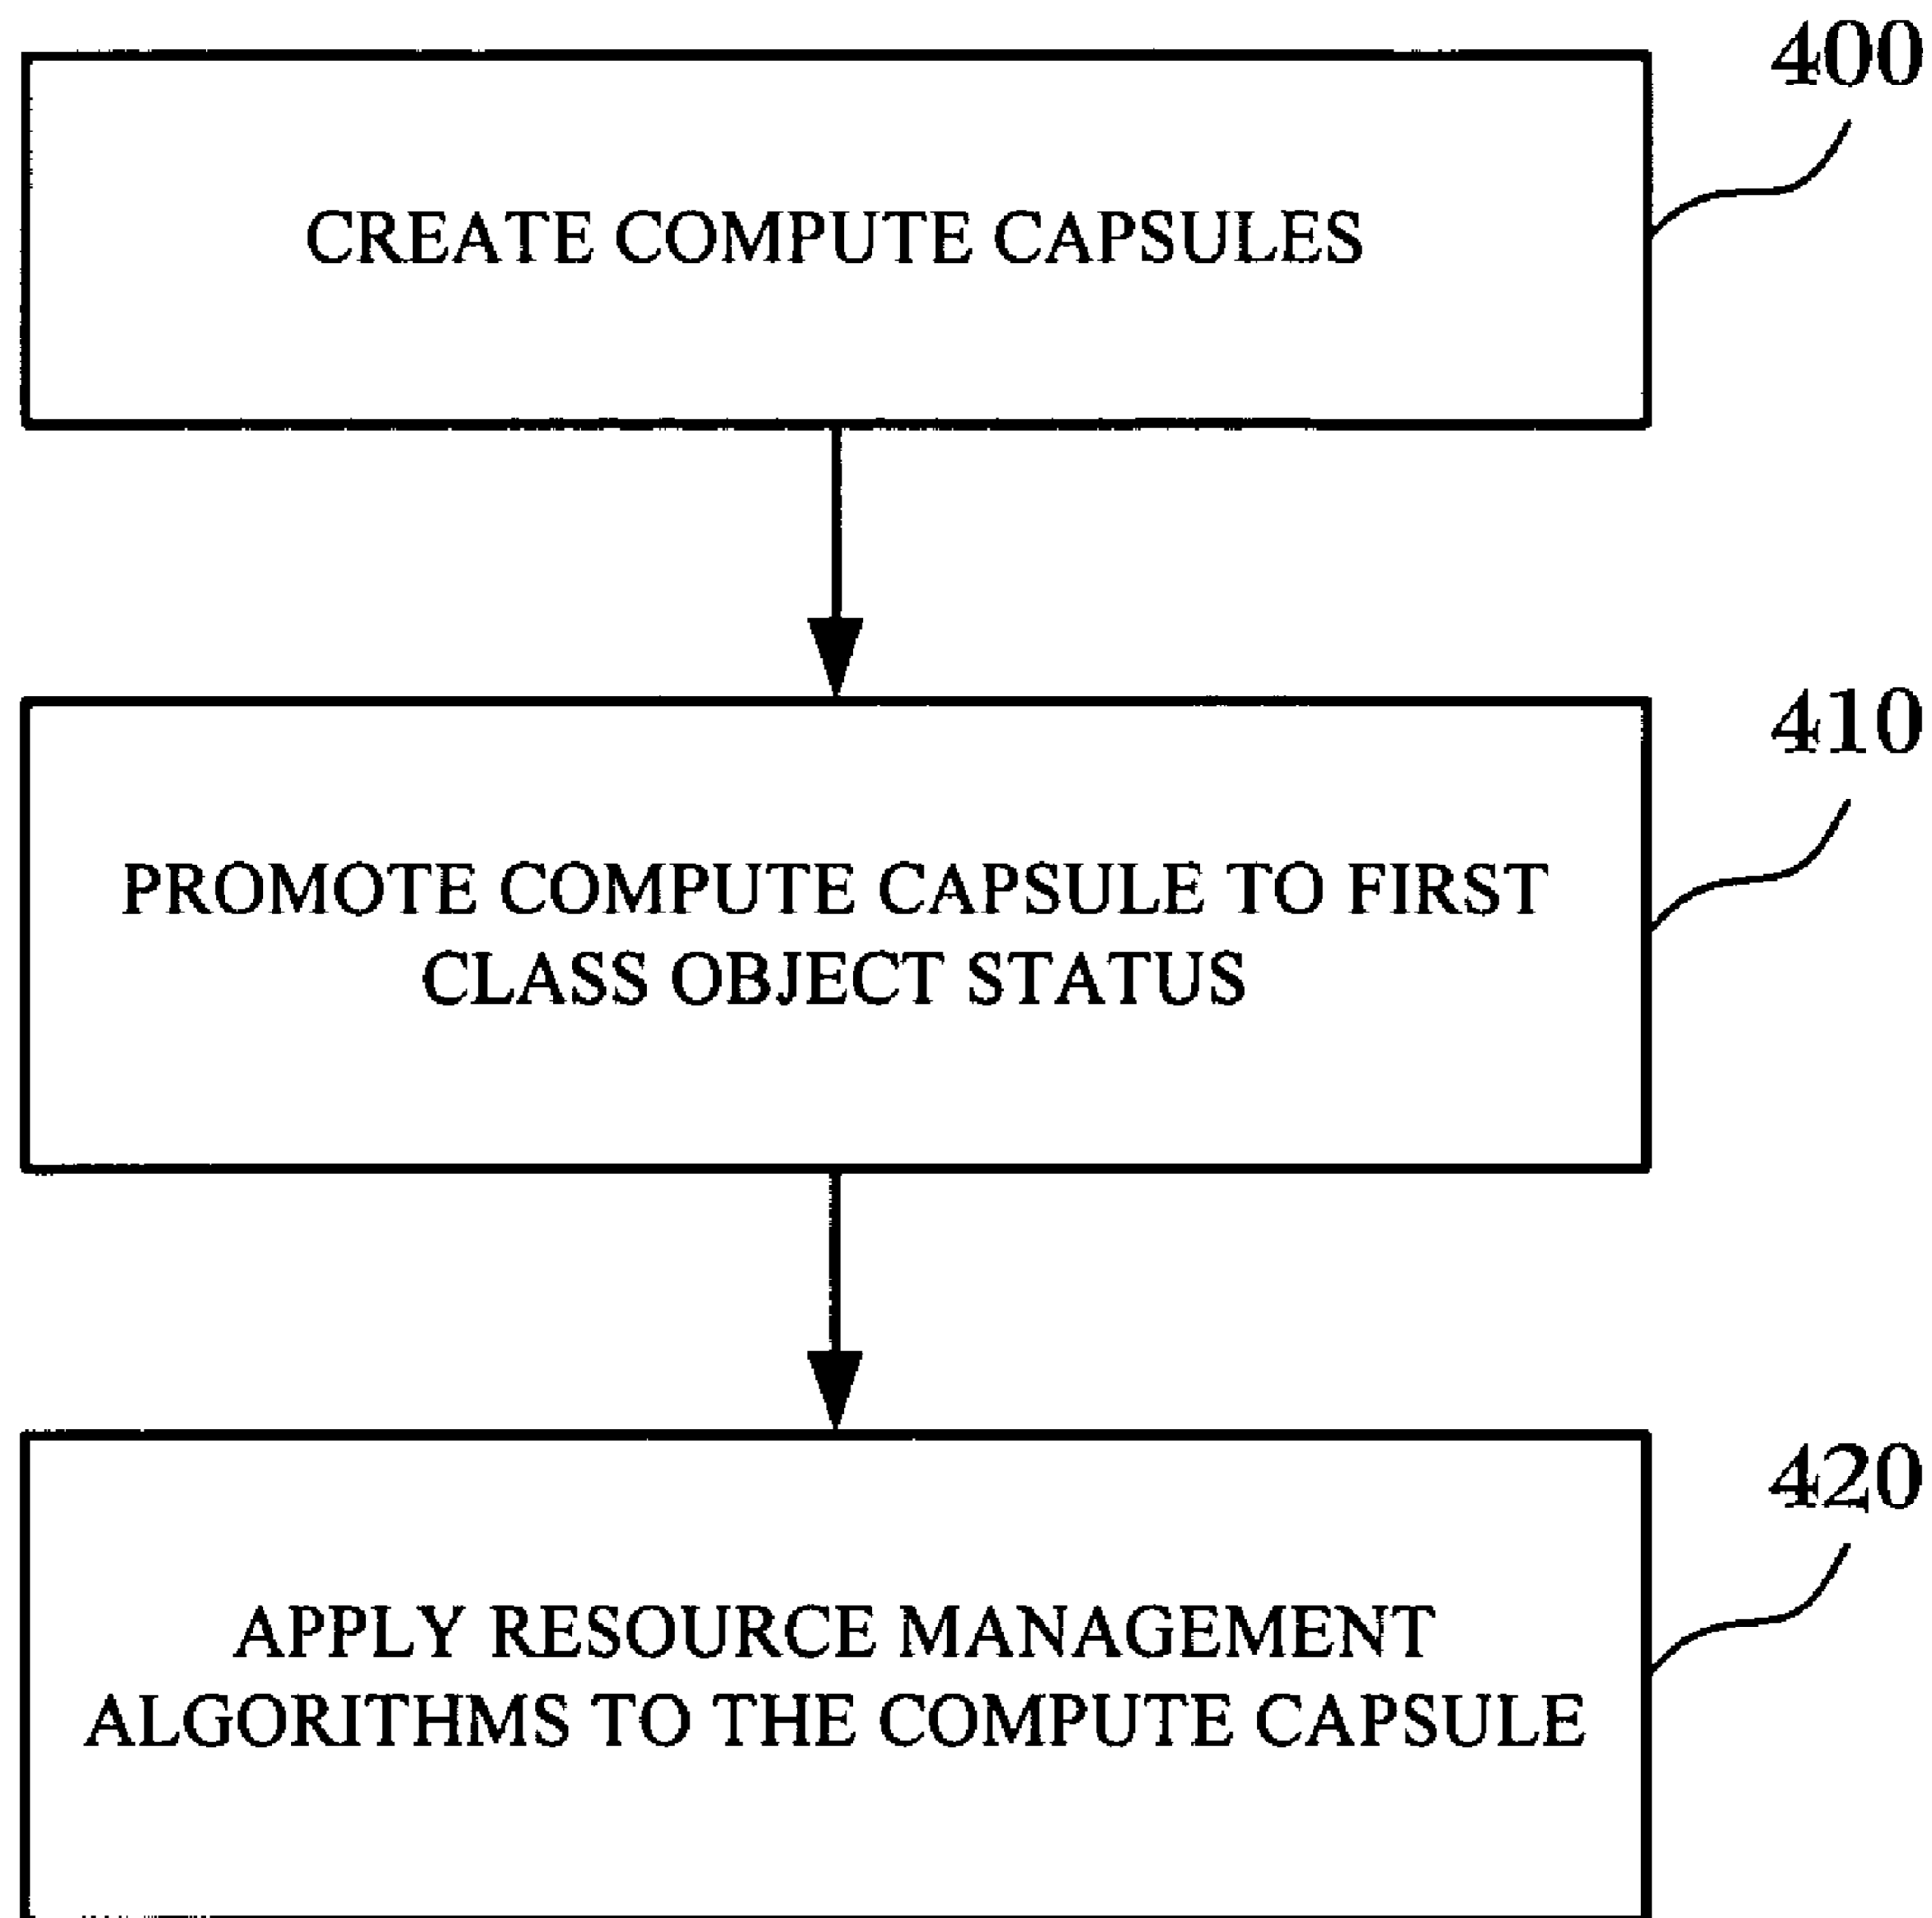 400
CREATE COMPUTE CAPSULES
410
PROMOTE COMPUTE CAPSULE TO FIRST
CLASS OBJECT STATUS
420
APPLY RESOURCE MANAGEMENT
ALGORITHMS TO THE COMPUTE CAPSULE